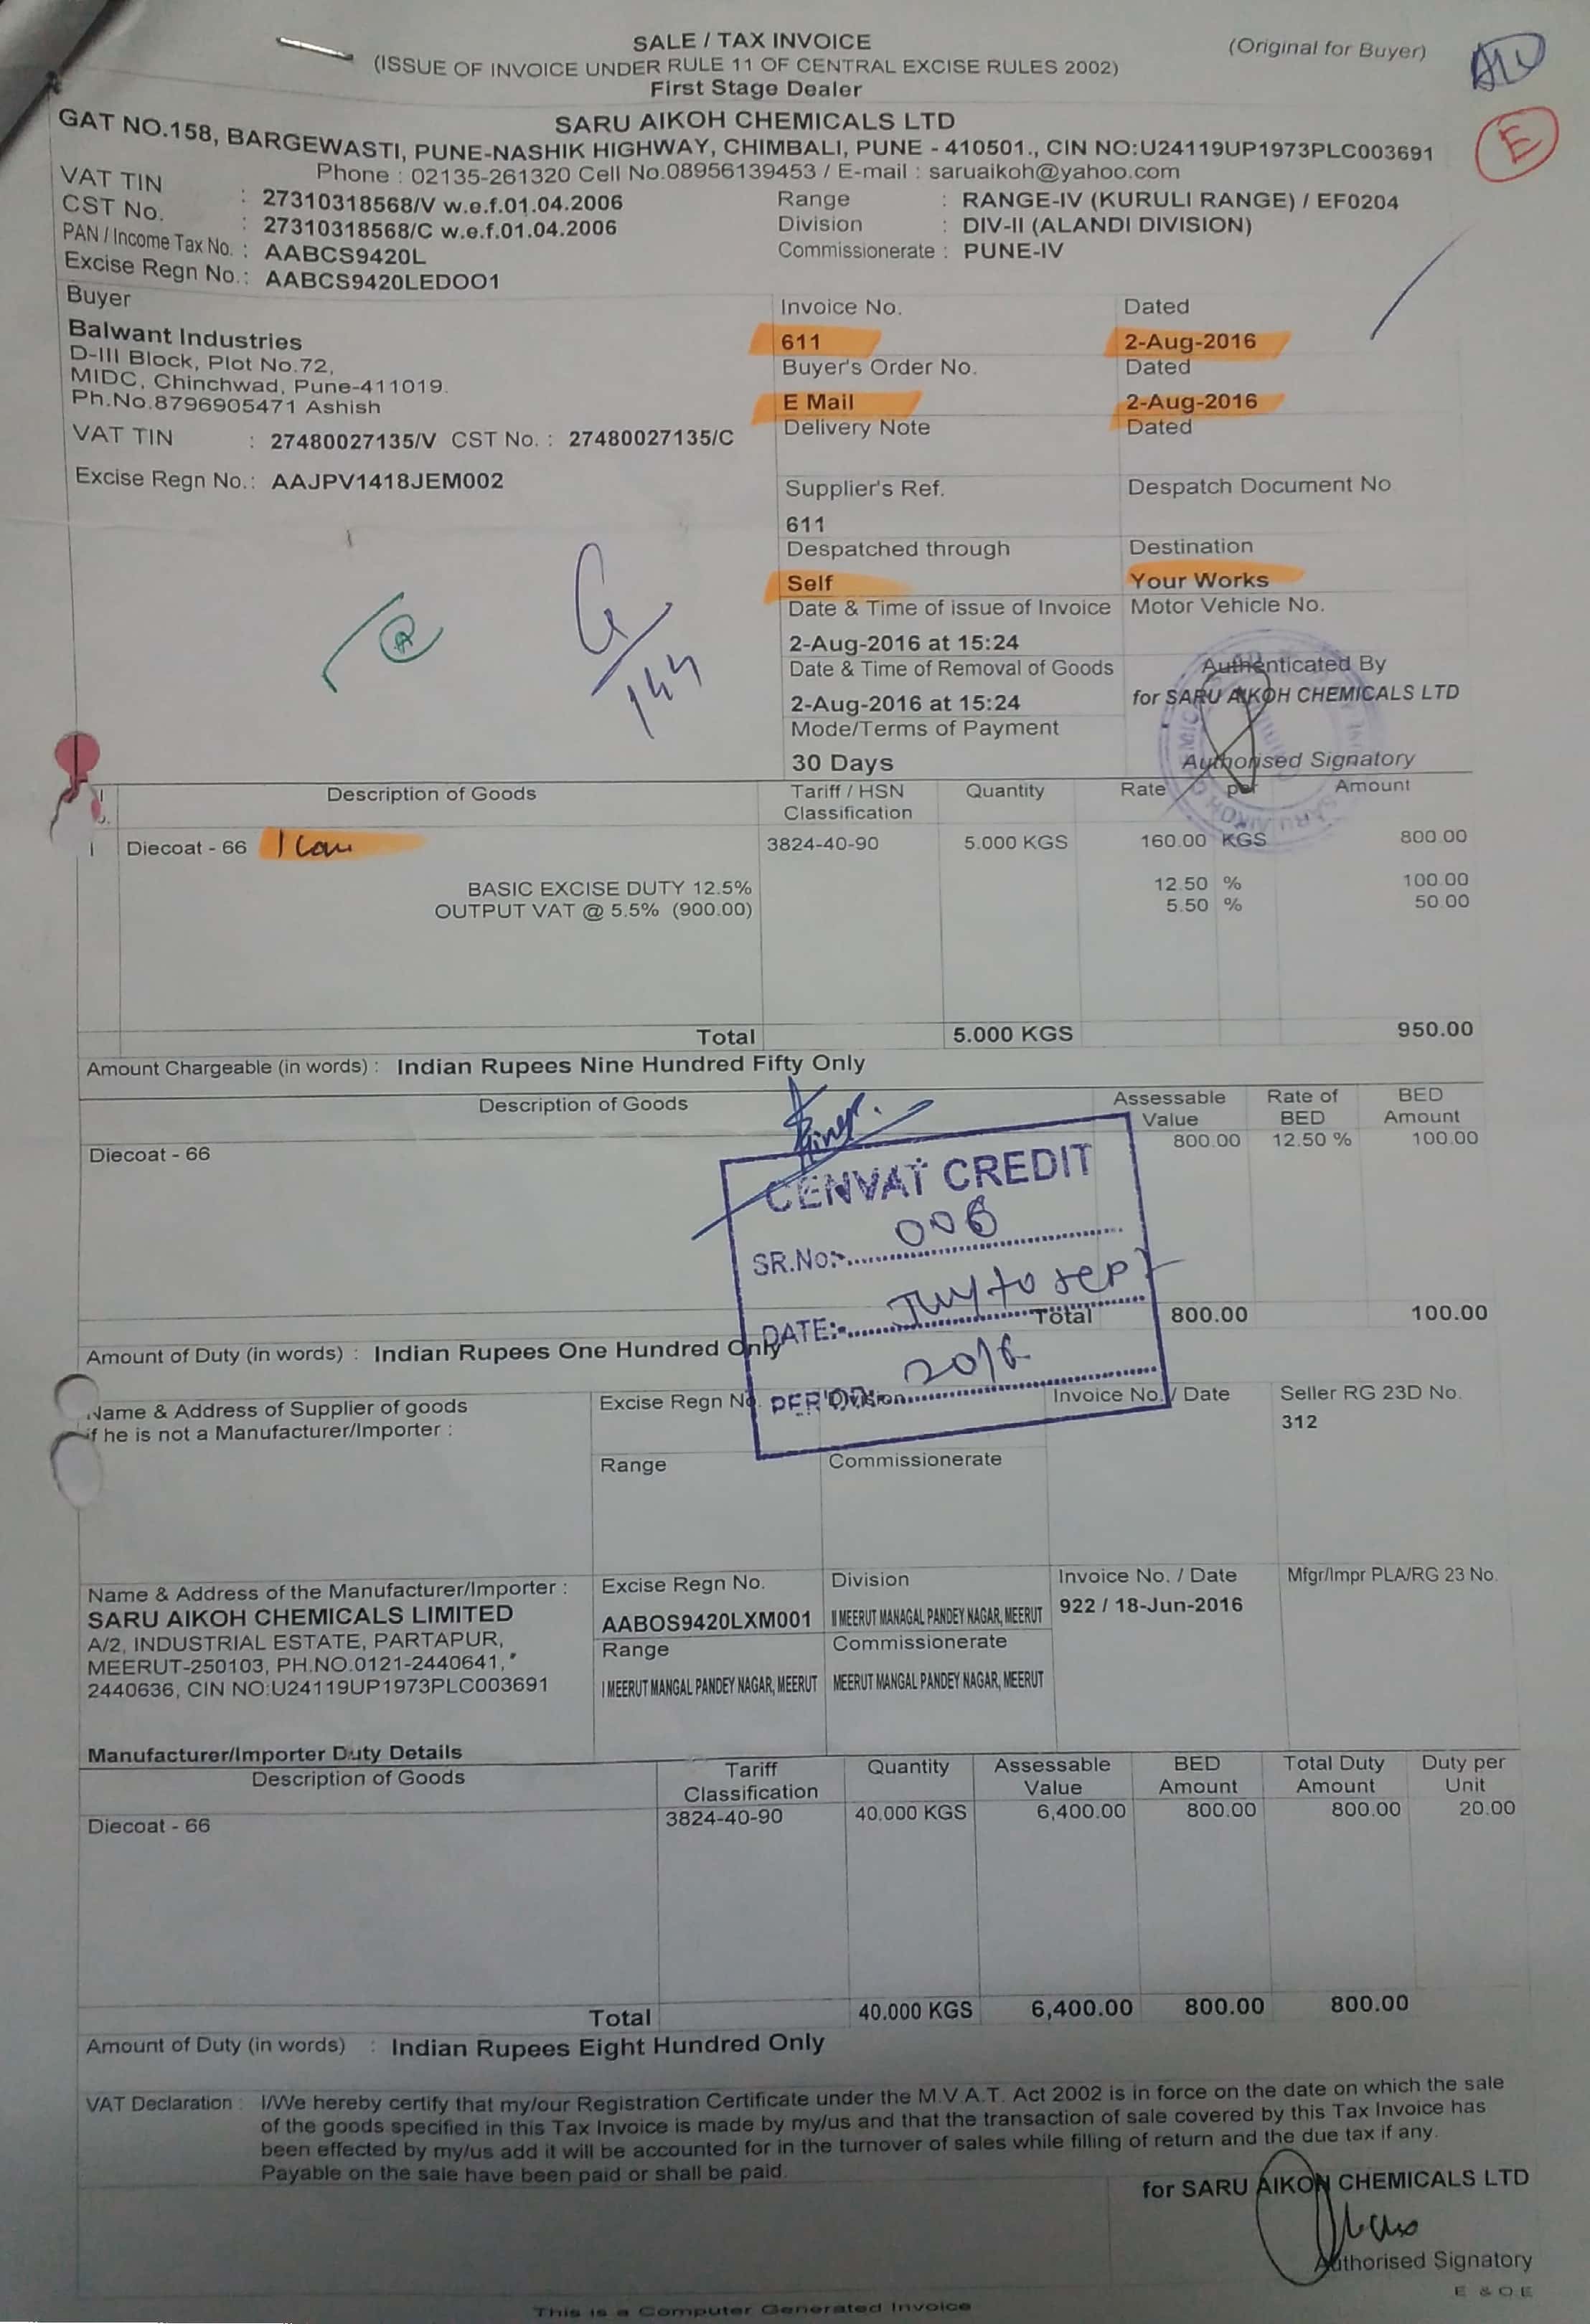 SALE / TAX INVOICE
(Original for Buyer)
(ISSUE OF INVOICE UNDER RULE 11 OF CENTRAL EXCISE RULES 2002)
First Stage Dealer
E
SARU AIKOH CHEMICALS LTD
GAT NO.158, BARGEWASTI, PUNE-NASHIK HIGHWAY, CHIMBALI, PUNE - 410501., CIN NO:U24119UP1973PLC003691
Phone : 02135-261320 Cell No.08956139453 / E-mail : saruaikoh@yahoo.com
VAT TIN : 27310318568/V w.e.f.01.04.2006
CST No. : 27310318568/C w.e.f.01.04.2006
PAN / Income Tax No. : AABCS9420L
Excise Regn No.: AABCS9420LEDOO1
Range : RANGE-IV (KURULI RANGE) / EF0204
Division : DIV-II (ALANDI DIVISION)
Commissionerate : PUNE-IV
Buyer
Balwant Industries
D-III Block, Plot No.72,
MIDC, Chinchwad, Pune-411019.
Ph.No.8796905471 Ashish
VAT TIN : 27480027135/V CST No. : 27480027135/C
Excise Regn No.: AAJPV1418JEM002
Invoice No. Dated
611 2-Aug-2016
Buyer's Order No. Dated
E Mail 2-Aug-2016
Delivery Note Dated
Supplier's Ref. Despatch Document No
611
Despatched through Destination
Self Your Works
Date & Time of issue of Invoice Motor Vehicle No.
2-Aug-2016 at 15:24
Date & Time of Removal of Goods
2-Aug-2016 at 15:24
Mode/Terms of Payment
30 Days
Authenticated By
for SARU AIKOH CHEMICALS LTD
Authorised Signatory
144
Description of Goods Tariff / HSN Classification Quantity Rate per Amount
1 Diecoat - 66 3824-40-90 5.000 KGS 160.00 KGS 800.00
BASIC EXCISE DUTY 12.5% 12.50 % 100.00
OUTPUT VAT @ 5.5% (900.00) 5.50 % 50.00
Total 5.000 KGS 950.00
Amount Chargeable (in words) : Indian Rupees Nine Hundred Fifty Only
Description of Goods Assessable Value Rate of BED BED Amount
Diecoat - 66 800.00 12.50 % 100.00
CENVAT CREDIT
SR.No:- 006
DATE:- July to sep
PERIOD:- 2016
Total 800.00 100.00
Amount of Duty (in words) : Indian Rupees One Hundred Only
Name & Address of Supplier of goods
if he is not a Manufacturer/Importer :
Excise Regn No. Division Invoice No. / Date Seller RG 23D No.
312
Range Commissionerate
Name & Address of the Manufacturer/Importer :
SARU AIKOH CHEMICALS LIMITED
A/2, INDUSTRIAL ESTATE, PARTAPUR,
MEERUT-250103, PH.NO.0121-2440641,
2440636, CIN NO:U24119UP1973PLC003691
Excise Regn No. Division Invoice No. / Date Mfgr/Impr PLA/RG 23 No.
AABOS9420LXM001 II MEERUT MANAGAL PANDEY NAGAR, MEERUT 922 / 18-Jun-2016
Range Commissionerate
I MEERUT MANGAL PANDEY NAGAR, MEERUT MEERUT MANGAL PANDEY NAGAR, MEERUT
Manufacturer/Importer Duty Details
Description of Goods Tariff Classification Quantity Assessable Value BED Amount Total Duty Amount Duty per Unit
Diecoat - 66 3824-40-90 40.000 KGS 6,400.00 800.00 800.00 20.00
Total 40.000 KGS 6,400.00 800.00 800.00
Amount of Duty (in words) : Indian Rupees Eight Hundred Only
VAT Declaration : I/We hereby certify that my/our Registration Certificate under the M.V.A.T. Act 2002 is in force on the date on which the sale
of the goods specified in this Tax Invoice is made by my/us and that the transaction of sale covered by this Tax Invoice has
been effected by my/us add it will be accounted for in the turnover of sales while filling of return and the due tax if any.
Payable on the sale have been paid or shall be paid.
for SARU AIKOH CHEMICALS LTD
Authorised Signatory
E & O E
This is a Computer Generated Invoice